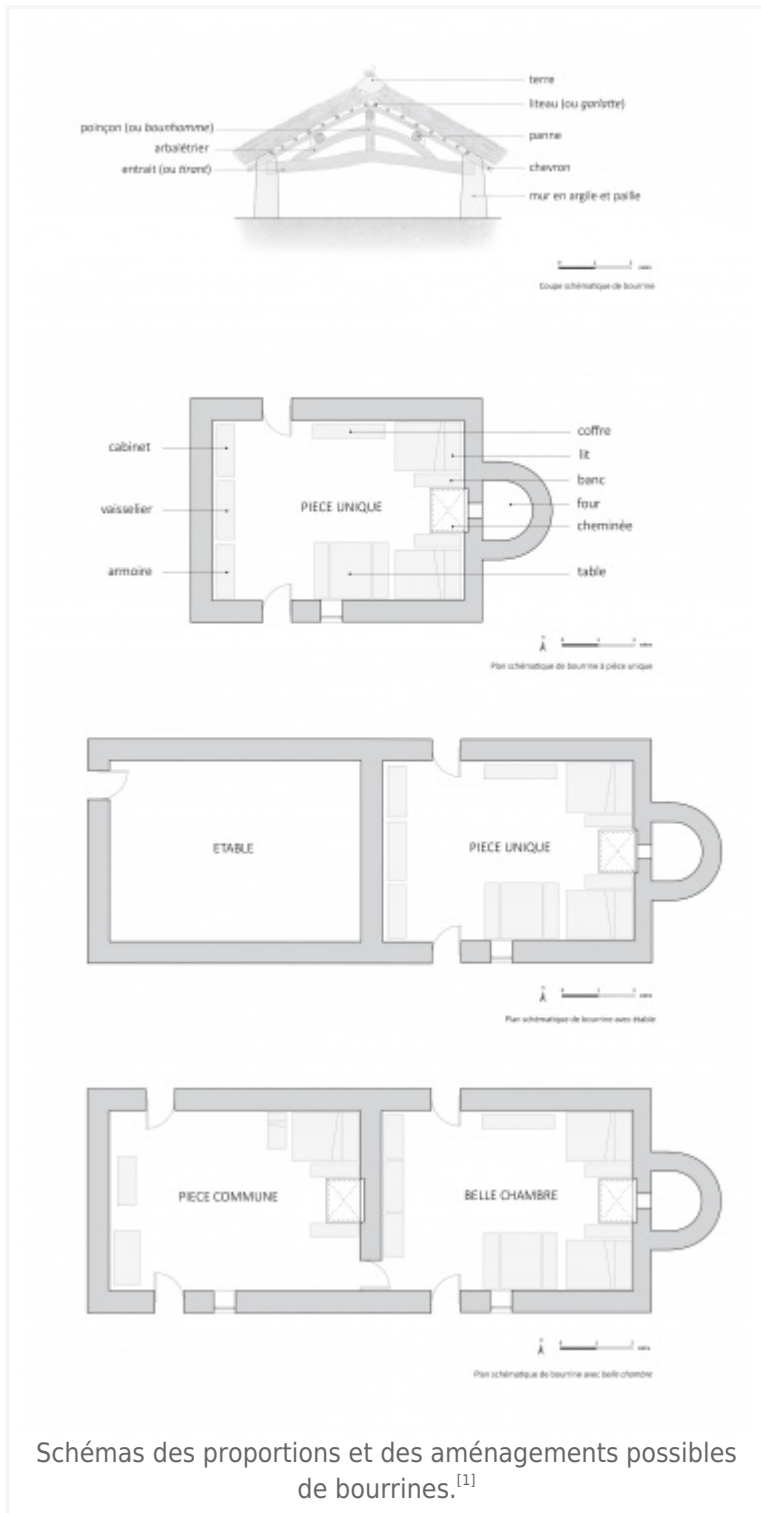 terre
liteau (ou ganlatte)
poinçon (ou bounhomme)
panne
arbalétrier
entrait (ou tirant)
chevron
mur en argile et paille
Coupe schématique de bourrine
cabinet
coffre
lit
banc
vaisselier
PIECE UNIQUE
four
cheminée
armoire
table
Plan schématique de bourrine à pièce unique
ETABLE
PIECE UNIQUE
Plan schématique de bourrine avec étable
PIECE COMMUNE
BELLE CHAMBRE
Plan schématique de bourrine avec belle chambre
Schémas des proportions et des aménagements possibles
de bourrines.[1]